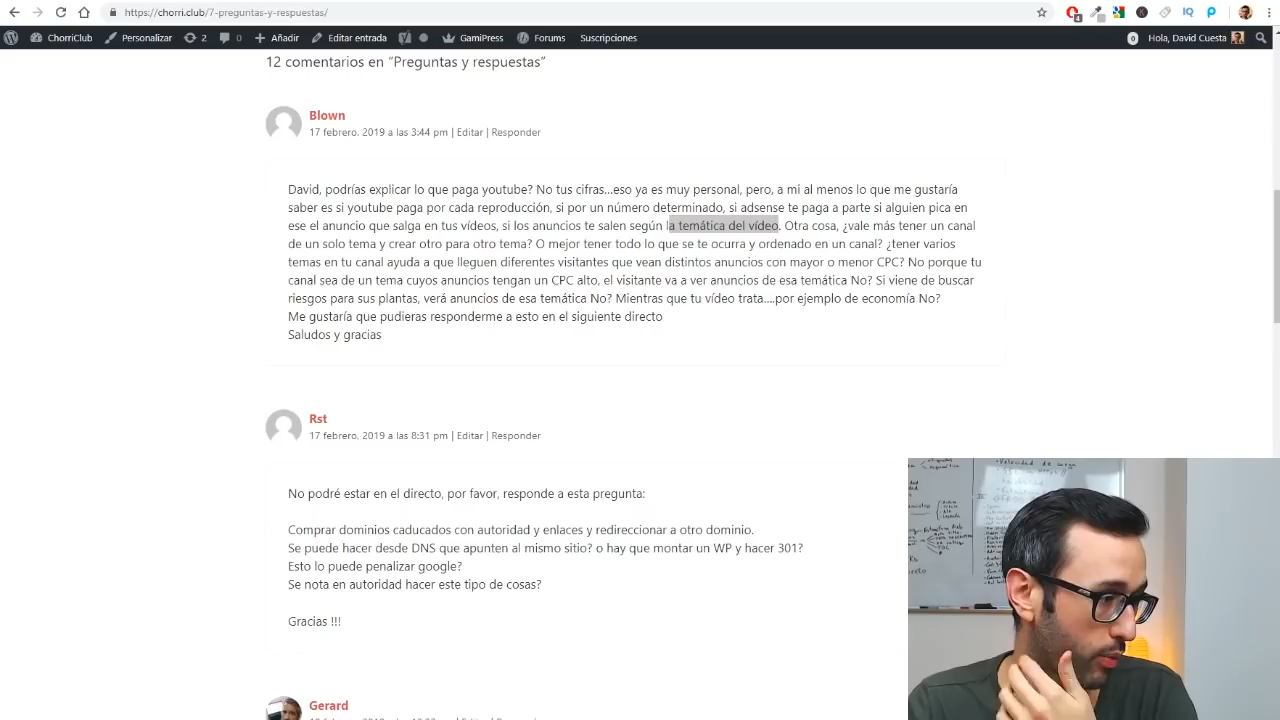 https://chorri.club/7-preguntas-y-respuestas/
ChorriClub Personalizar 2 0 Añadir Editar entrada GamiPress Forums Suscripciones 0 Hola, David Cuesta
12 comentarios en “Preguntas y respuestas”
Blown
17 febrero, 2019 a las 3:44 pm | Editar | Responder
David, podrías explicar lo que paga youtube? No tus cifras...eso ya es muy personal, pero, a mi al menos lo que me gustaría
saber es si youtube paga por cada reproducción, si por un número determinado, si adsense te paga a parte si alguien pica en
ese el anuncio que salga en tus vídeos, si los anuncios te salen según la temática del vídeo. Otra cosa, ¿vale más tener un canal
de un solo tema y crear otro para otro tema? O mejor tener todo lo que se te ocurra y ordenado en un canal? ¿tener varios
temas en tu canal ayuda a que lleguen diferentes visitantes que vean distintos anuncios con mayor o menor CPC? No porque tu
canal sea de un tema cuyos anuncios tengan un CPC alto, el visitante va a ver anuncios de esa temática No? Si viene de buscar
riesgos para sus plantas, verá anuncios de esa temática No? Mientras que tu vídeo trata....por ejemplo de economía No?
Me gustaría que pudieras responderme a esto en el siguiente directo
Saludos y gracias
Rst
17 febrero, 2019 a las 8:31 pm | Editar | Responder
No podré estar en el directo, por favor, responde a esta pregunta:
Comprar dominios caducados con autoridad y enlaces y redireccionar a otro dominio.
Se puede hacer desde DNS que apunten al mismo sitio? o hay que montar un WP y hacer 301?
Esto lo puede penalizar google?
Se nota en autoridad hacer este tipo de cosas?
Gracias !!!
Velocidad de carga
Gerard